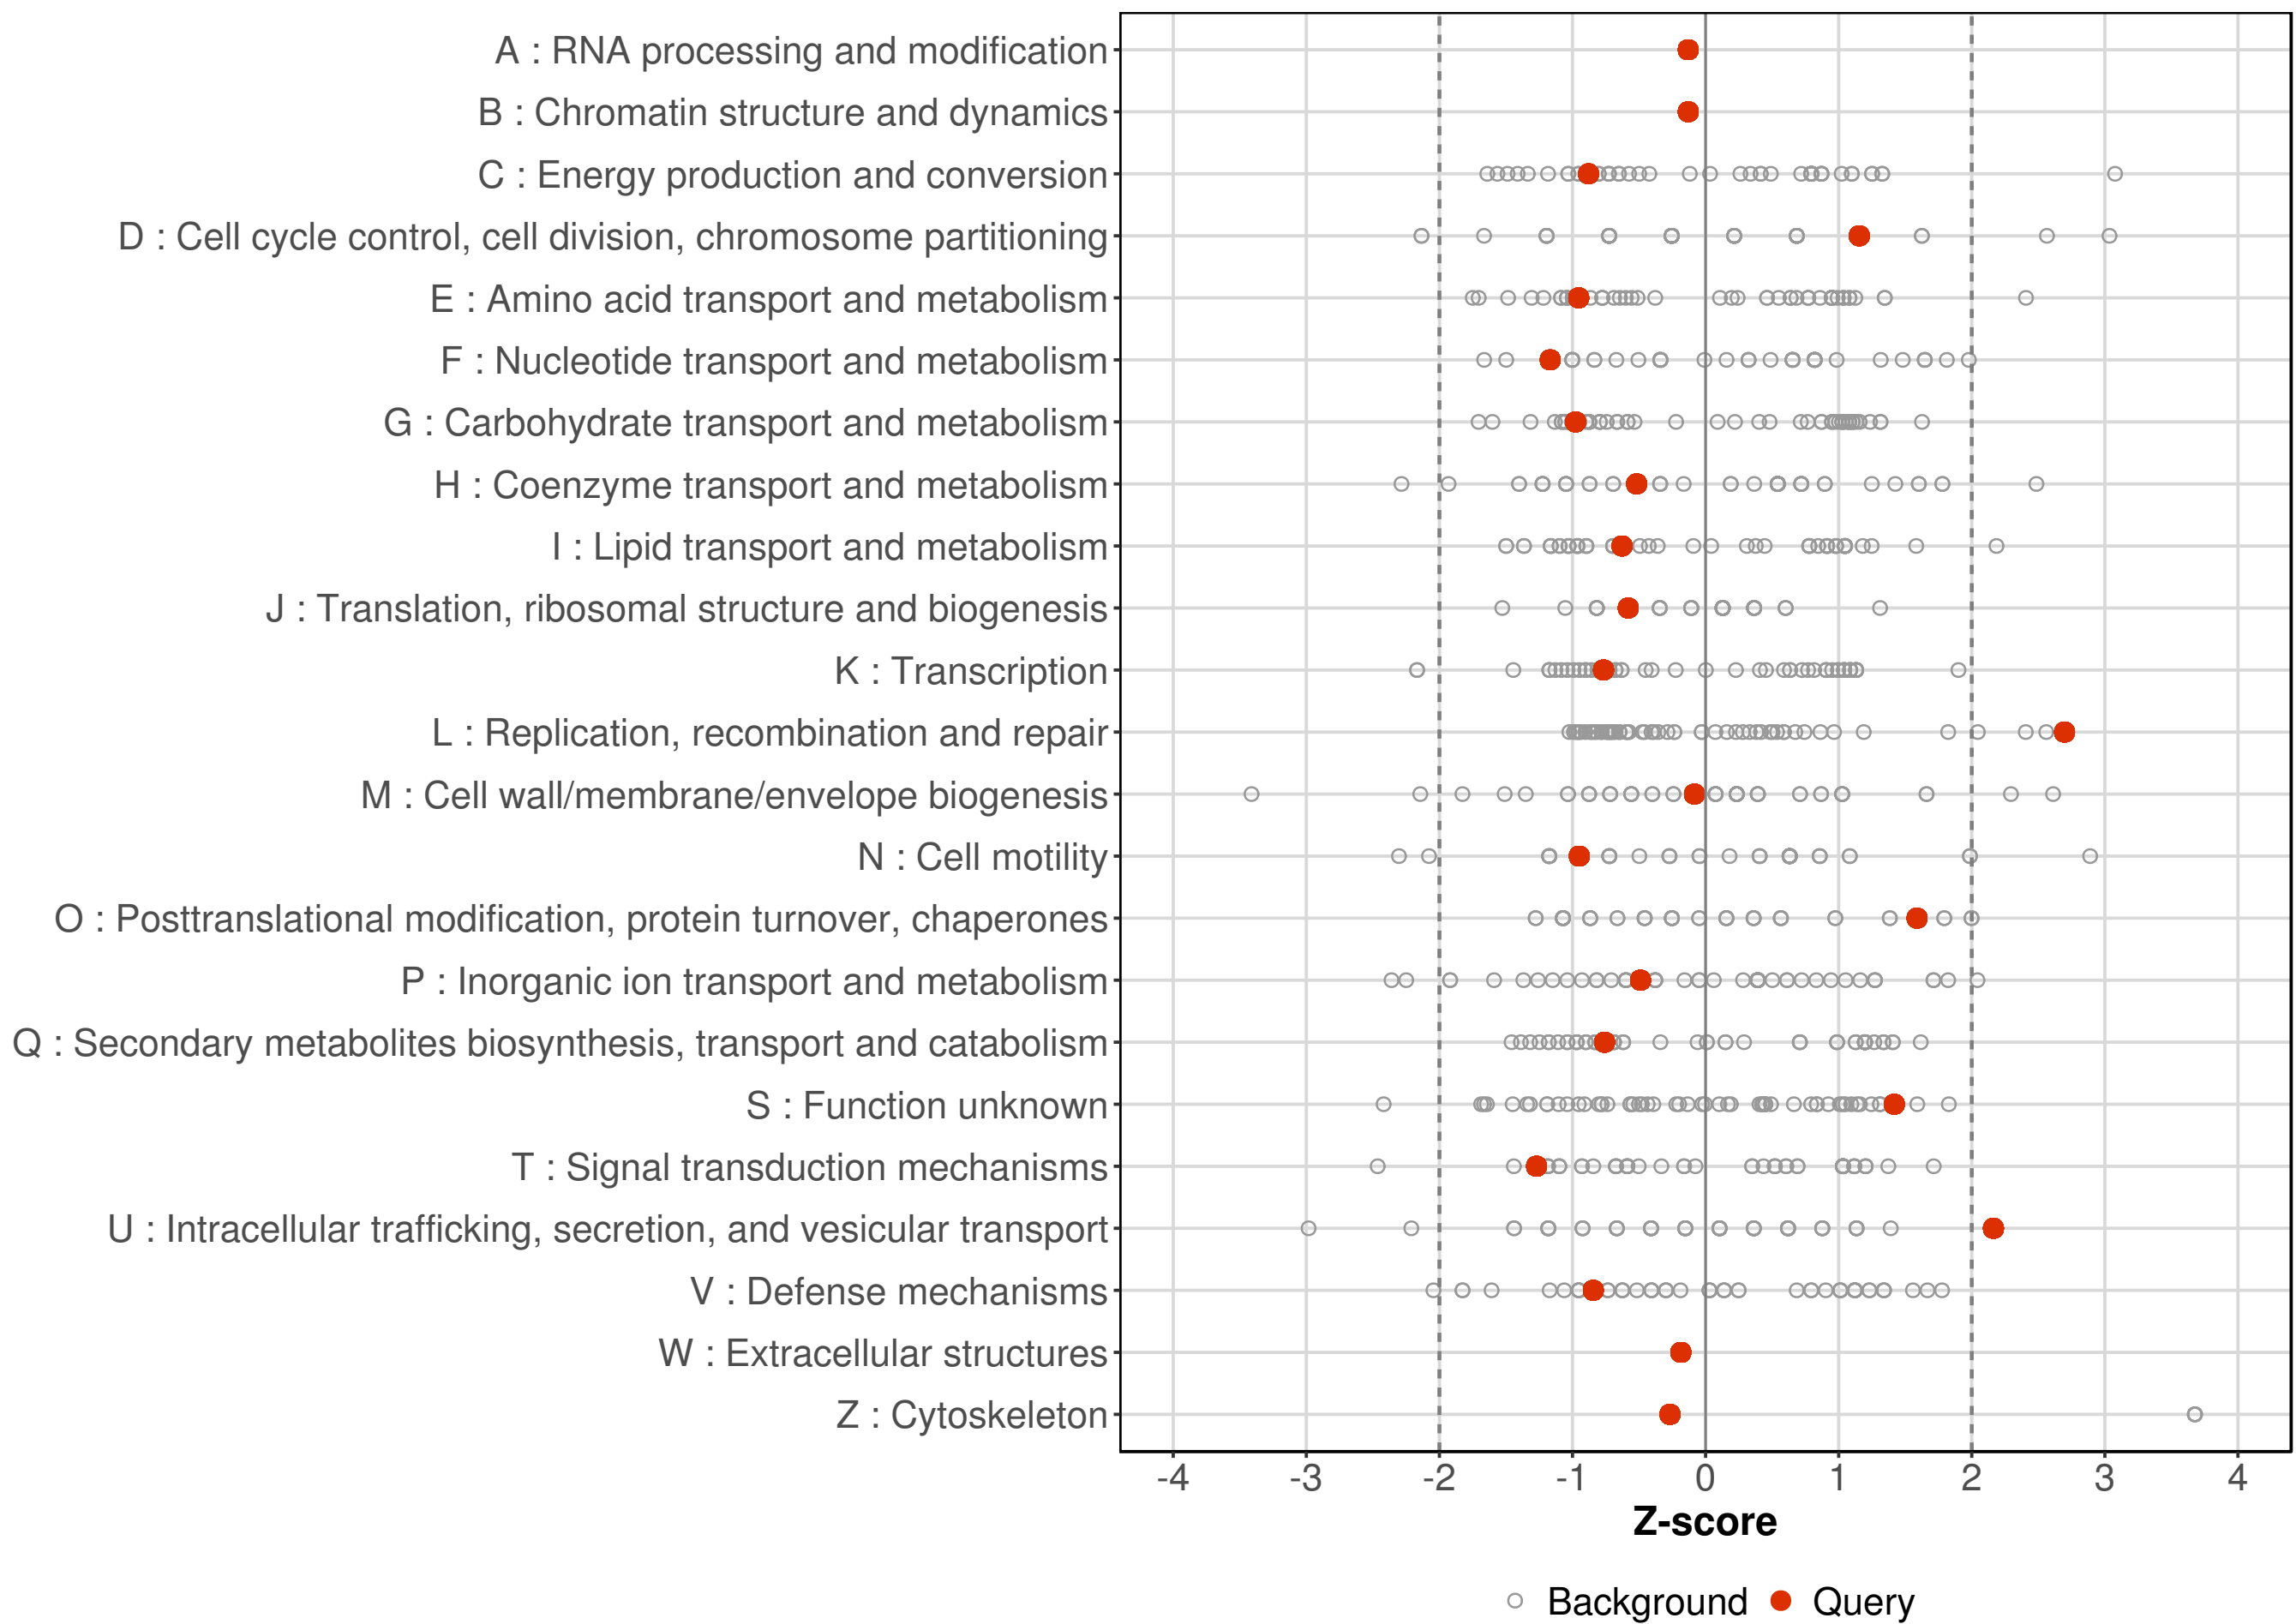 A : RNA processing and modification
B : Chromatin structure and dynamics
C : Energy production and conversion
D : Cell cycle control, cell division, chromosome partitioning
E : Amino acid transport and metabolism
F : Nucleotide transport and metabolism
G : Carbohydrate transport and metabolism
H : Coenzyme transport and metabolism
I : Lipid transport and metabolism
J : Translation, ribosomal structure and biogenesis
K : Transcription
L : Replication, recombination and repair
M : Cell wall/membrane/envelope biogenesis
N : Cell motility
O : Posttranslational modification, protein turnover, chaperones
P : Inorganic ion transport and metabolism
Q : Secondary metabolites biosynthesis, transport and catabolism
S : Function unknown
T : Signal transduction mechanisms
U : Intracellular trafficking, secretion, and vesicular transport
V : Defense mechanisms
W : Extracellular structures
Z : Cytoskeleton
-4 -3 -2 -1 0 1 2 3 4
Z-score
Background Query